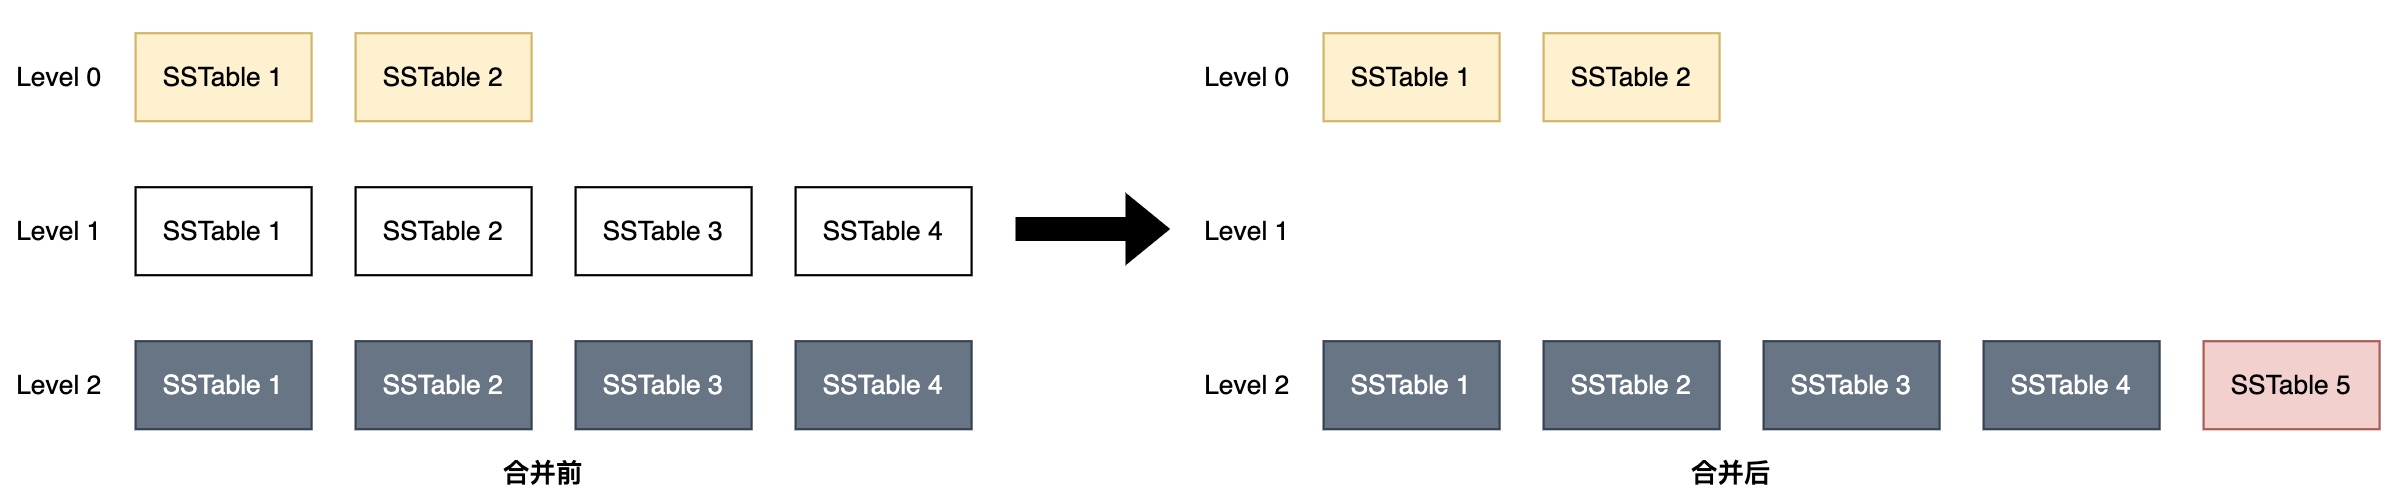 Level 0 SSTable 1 SSTable 2
Level 1 SSTable 1 SSTable 2 SSTable 3 SSTable 4
Level 2 SSTable 1 SSTable 2 SSTable 3 SSTable 4
合并前
Level 0 SSTable 1 SSTable 2
Level 1
Level 2 SSTable 1 SSTable 2 SSTable 3 SSTable 4 SSTable 5
合并后